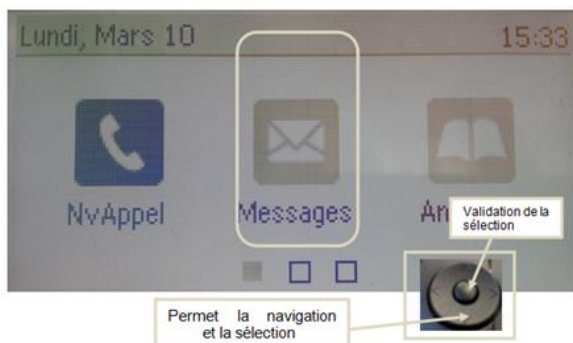 Lundi, Mars 10 15:33
NvAppel Messages An
Validation de la
sélection
Permet la navigation
et la sélection